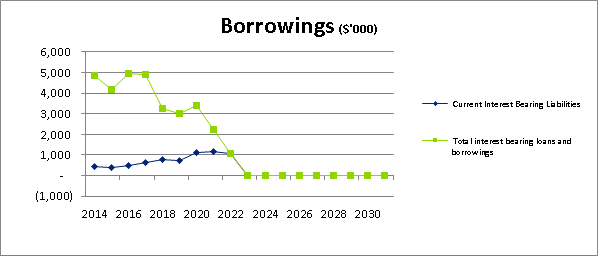 Borrowings ($'000)
6,000
5,000
4,000
3,000
2,000
1,000
-
(1,000)
2014 2016 2018 2020 2022 2024 2026 2028 2030
Current Interest Bearing Liabilities
Total interest bearing loans and
borrowings